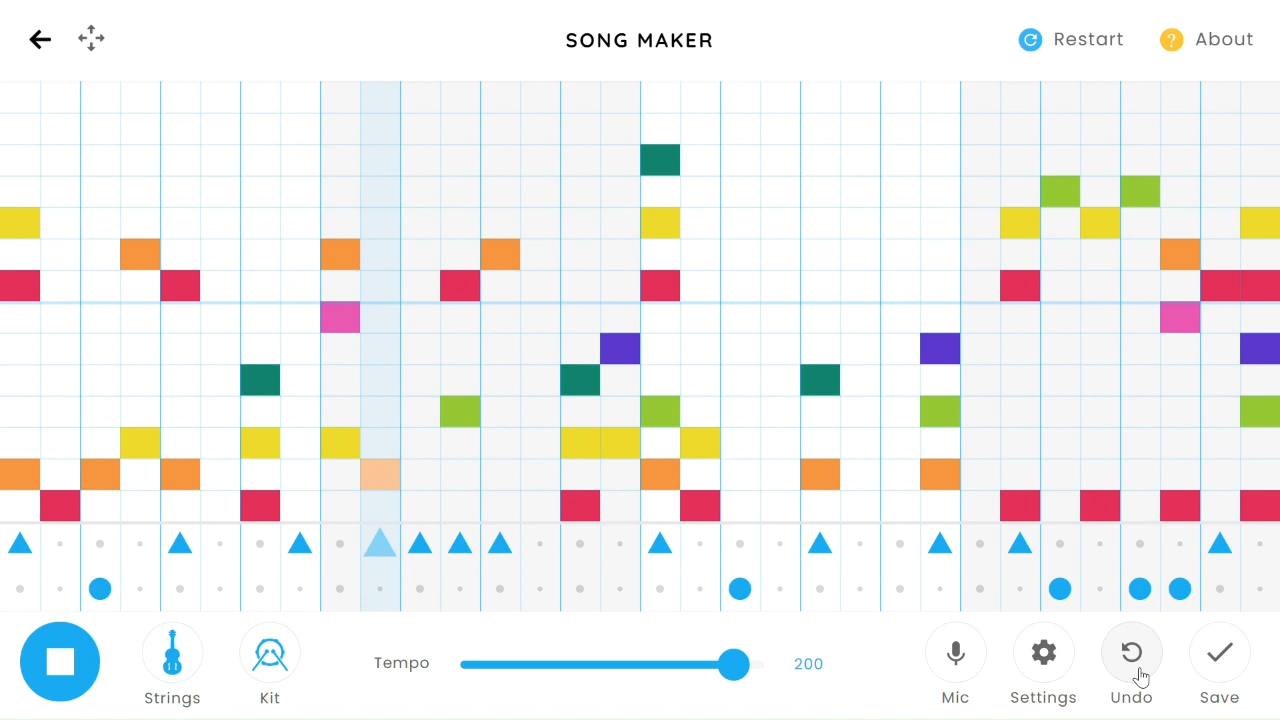 SONG MAKER
Restart
About
Strings
Kit
Tempo
200
Mic
Settings
Undo
Save